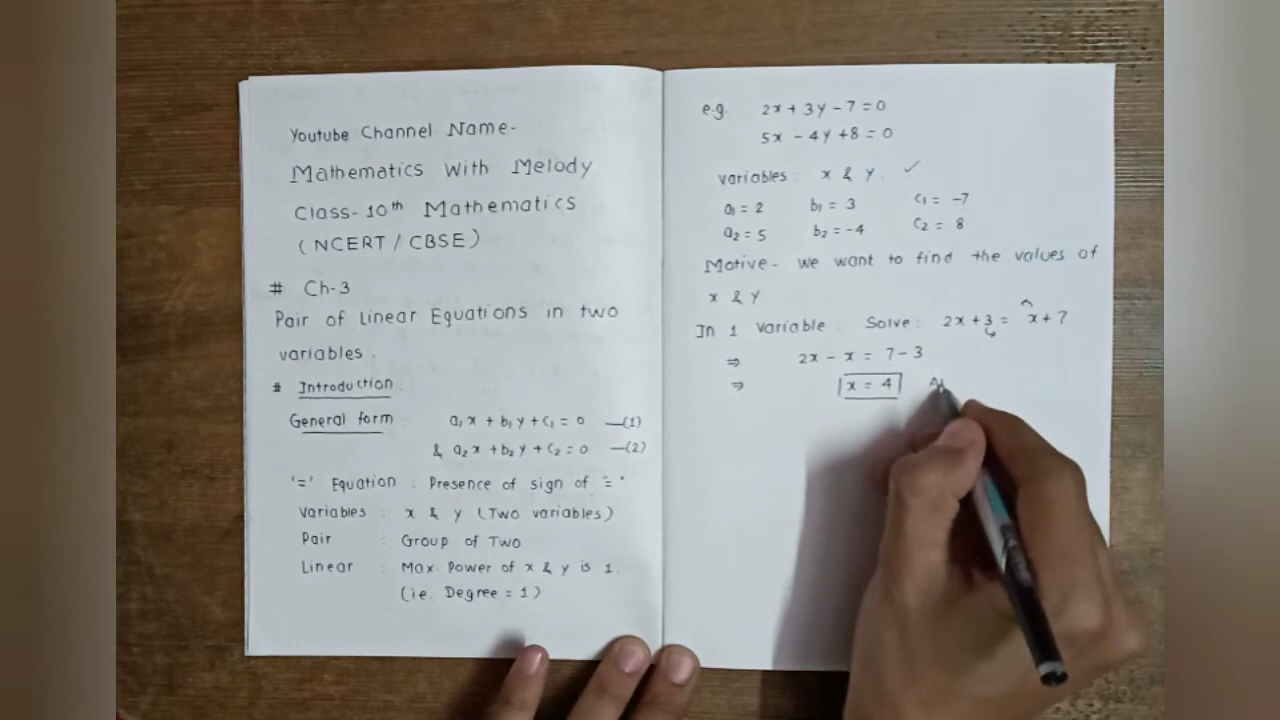 Youtube Channel Name-
Mathematics With Melody
Class-10th Mathematics
(NCERT / CBSE)
# Ch-3
Pair of Linear Equations in two
variables.
# Introduction.
General form : a₁x + b₁y + c₁ = 0 —(1)
& a₂x + b₂y + c₂ = 0 —(2)
'=' Equation : Presence of sign of '='
Variables : x & y (Two variables)
Pair : Group of Two
Linear : Max. Power of x & y is 1.
(ie. Degree = 1)
e.g. 2x + 3y - 7 = 0
5x - 4y + 8 = 0
variables : x & y. ✓
a₁ = 2 b₁ = 3 c₁ = -7
a₂ = 5 b₂ = -4 c₂ = 8
Motive - we want to find the values of
x & y
In 1 variable : Solve : 2x + 3 = x + 7
⇒ 2x - x = 7 - 3
⇒ x = 4